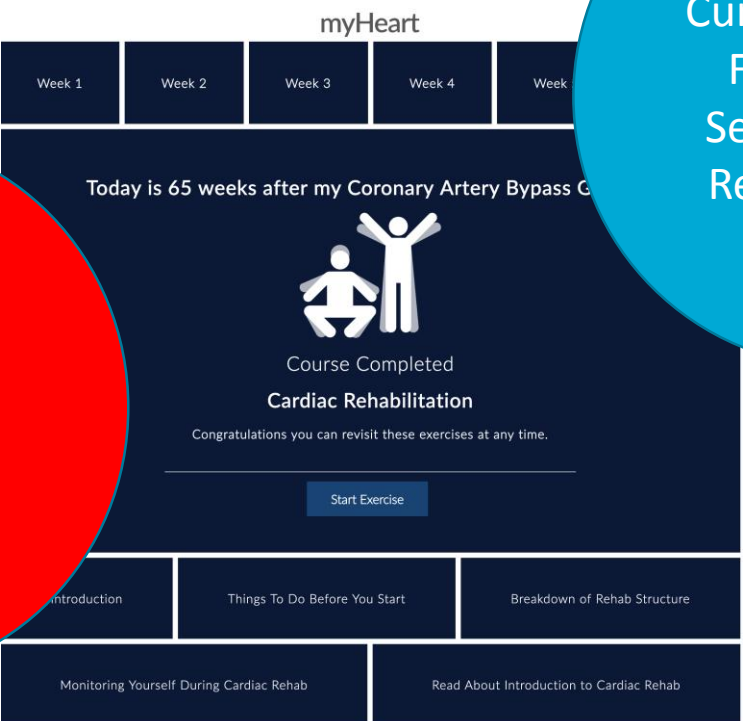 myHeart
Week 1
Week 2
Week 3
Week 4
Week
Today is 65 weeks after my Coronary Artery Bypass
Course Completed
Cardiac Rehabilitation
Congratulations you can revisit these exercises at any time.
Start Exercise
Introduction
Things To Do Before You Start
Breakdown of Rehab Structure
Monitoring Yourself During Cardiac Rehab
Read About Introduction to Cardiac Rehab